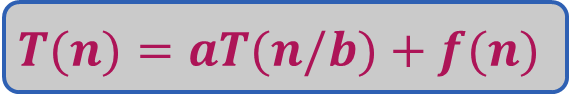 T(n) = aT(n/b) + f(n)